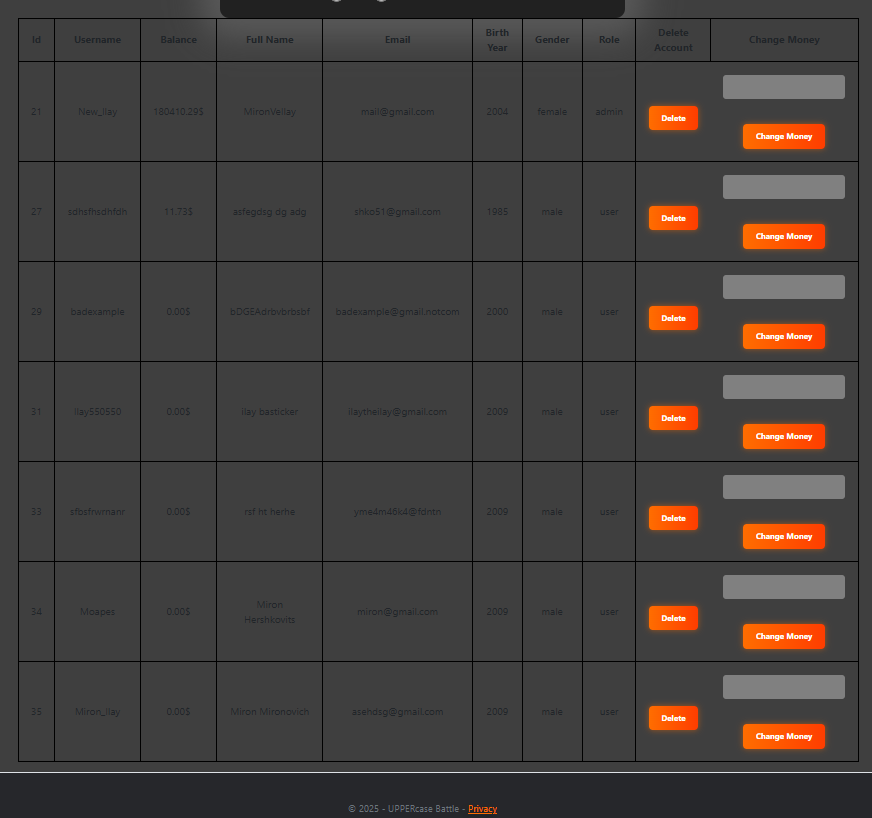 Id Username Balance Full Name Email Birth Year Gender Role Delete Account Change Money
21 New_Ilay 180410.29$ MironVeIlay mail@gmail.com 2004 female admin Delete Change Money
27 sdhsfhsdhfdh 11.73$ asfegdsg dg adg shko51@gmail.com 1985 male user Delete Change Money
29 badexample 0.00$ bDGEAdrbvbrbsbf badexample@gmail.notcom 2000 male user Delete Change Money
31 Ilay550550 0.00$ ilay basticker ilaytheilay@gmail.com 2009 male user Delete Change Money
33 0.00$ rsf ht herhe yme4m46k4@fdntn 2009 male user Delete Change Money
34 Moapes 0.00$ Miron Hershkovits miron@gmail.com 2009 male user Delete Change Money
35 Miron_Ilay 0.00$ Miron Mironovich asehdsg@gmail.com 2009 male user Delete Change Money
© 2025 - UPPERcase Battle - Privacy